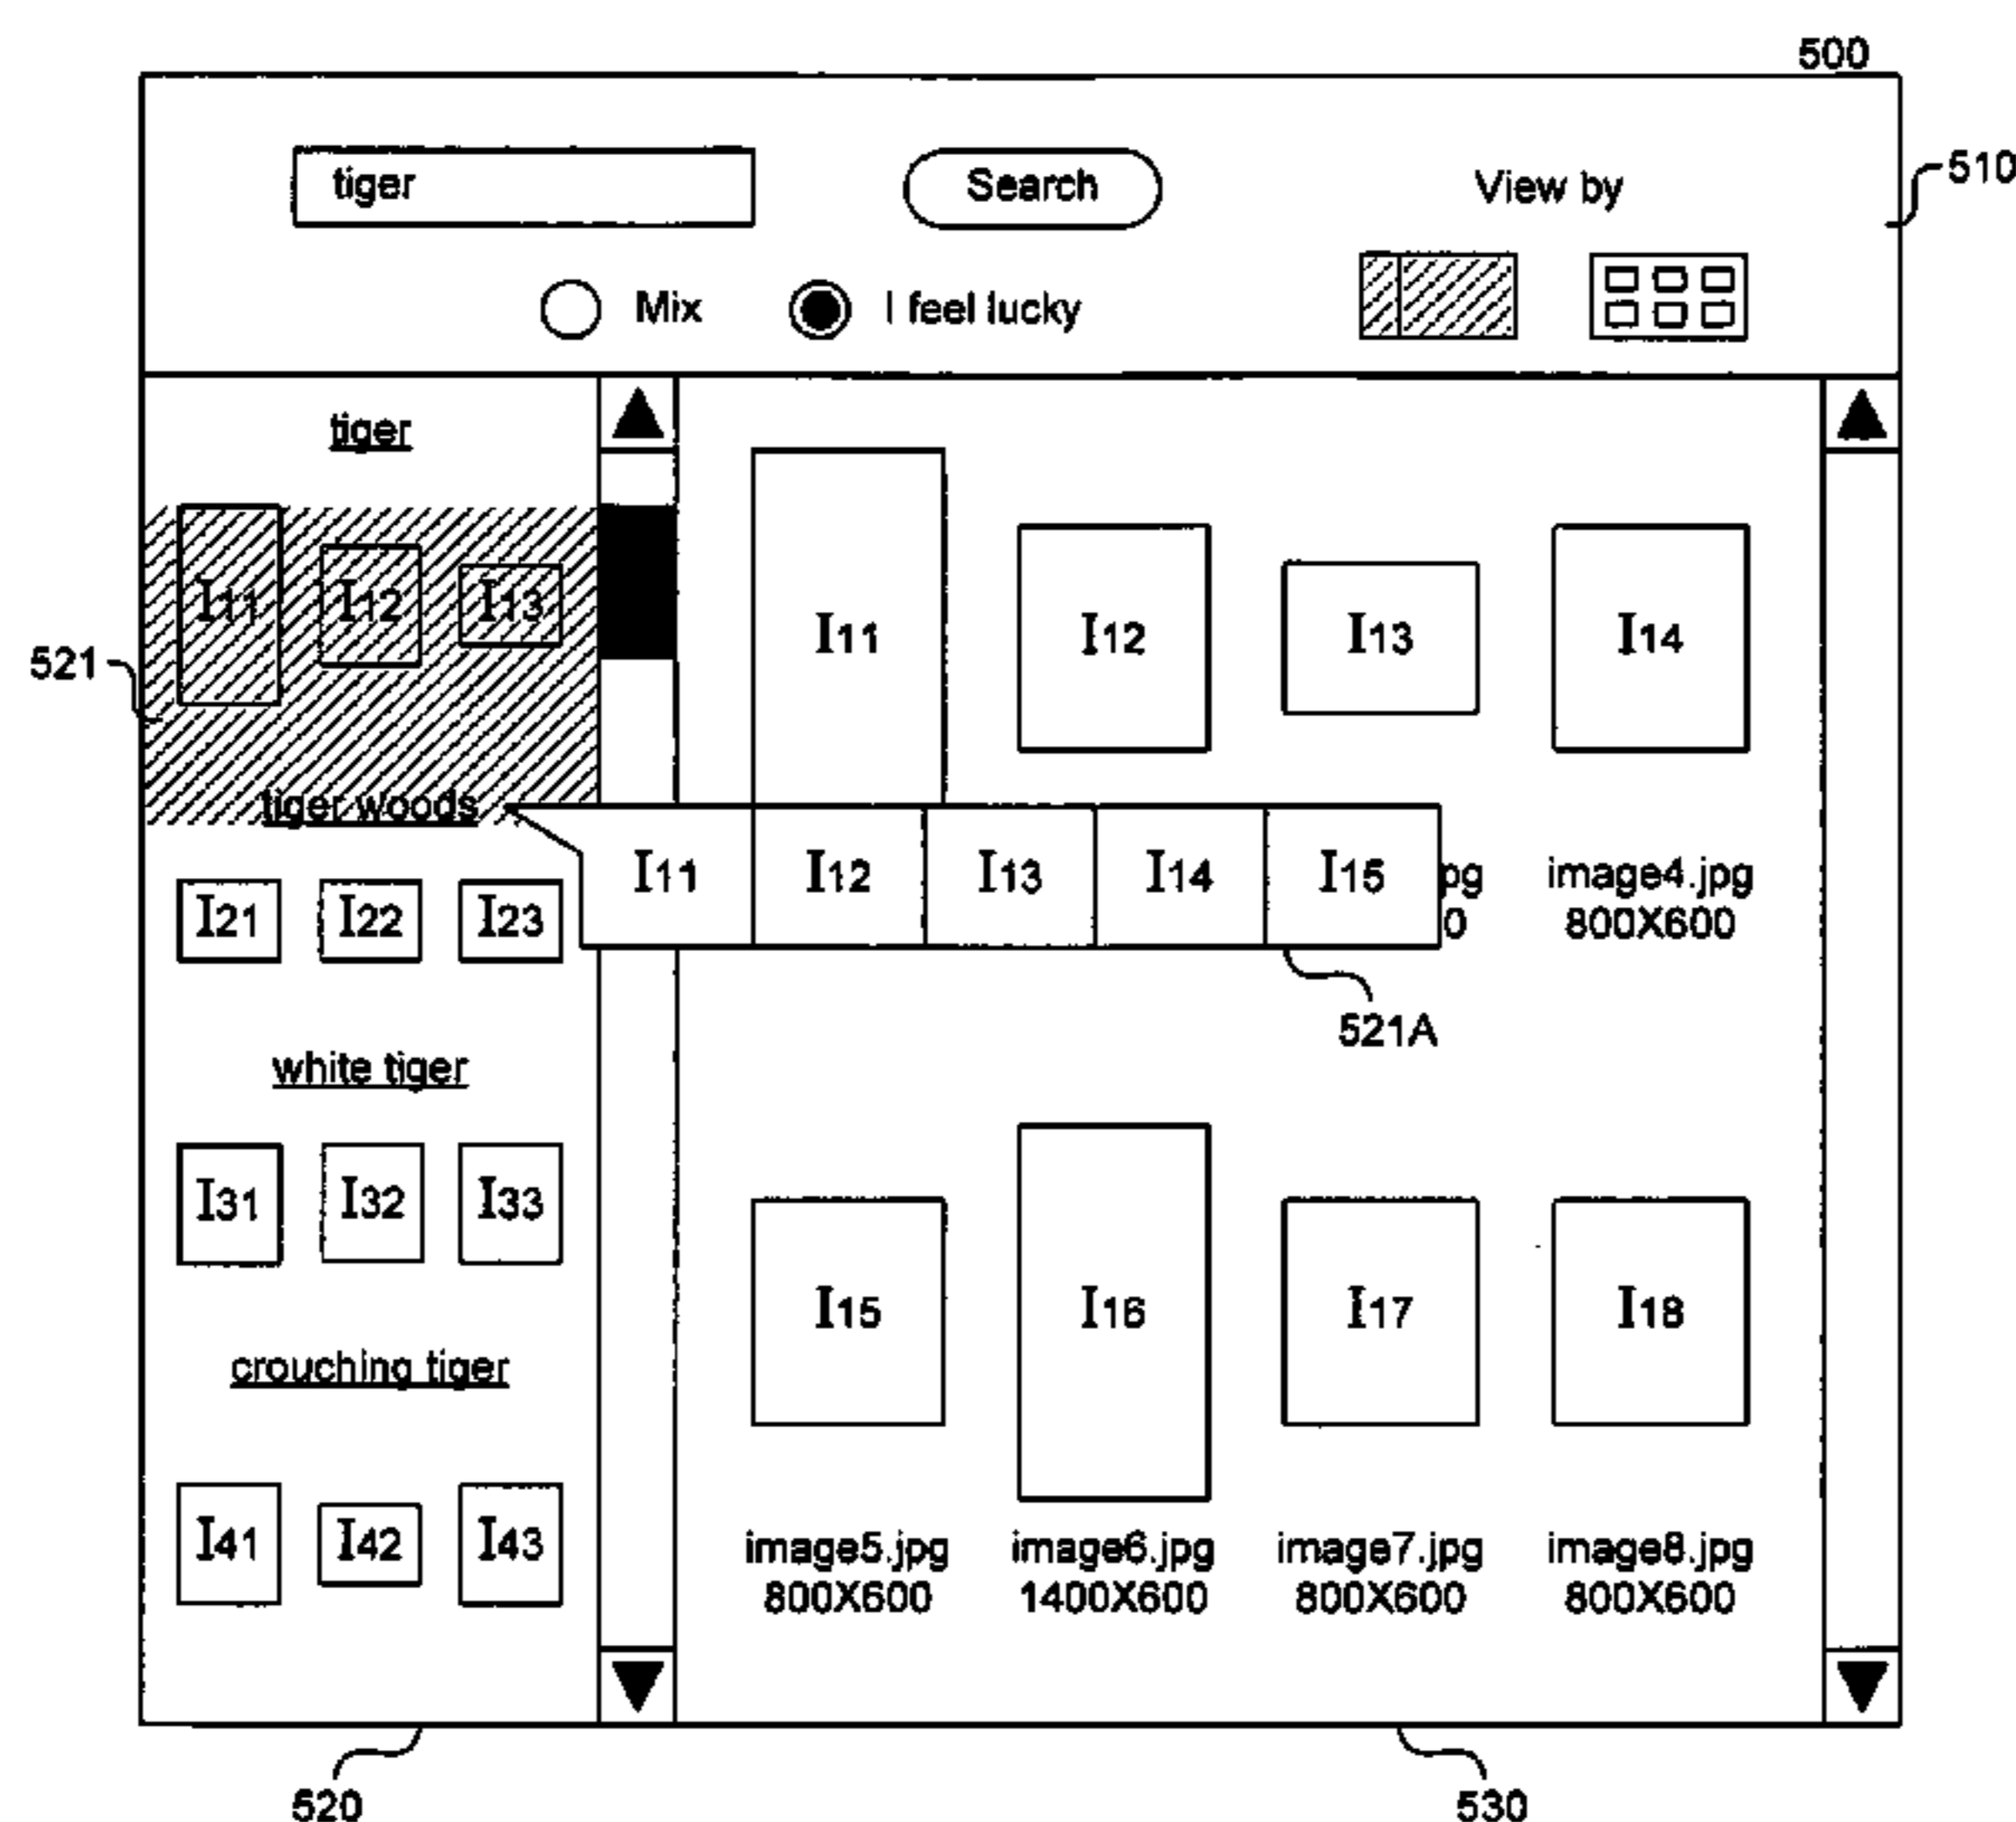 500
510
tiger
Search
View by
Mix
I feel lucky
tiger
I11 I12 I13
521
tiger woods
I21 I22 I23
white tiger
I31 I32 I33
crouching tiger
I41 I42 I43
520
I11 I12 I13 I14
I11 I12 I13 I14 I15
pg
0
image4.jpg
800X600
521A
I15 I16 I17 I18
image5.jpg image6.jpg image7.jpg image8.jpg
800X600 1400X600 800X600 800X600
530